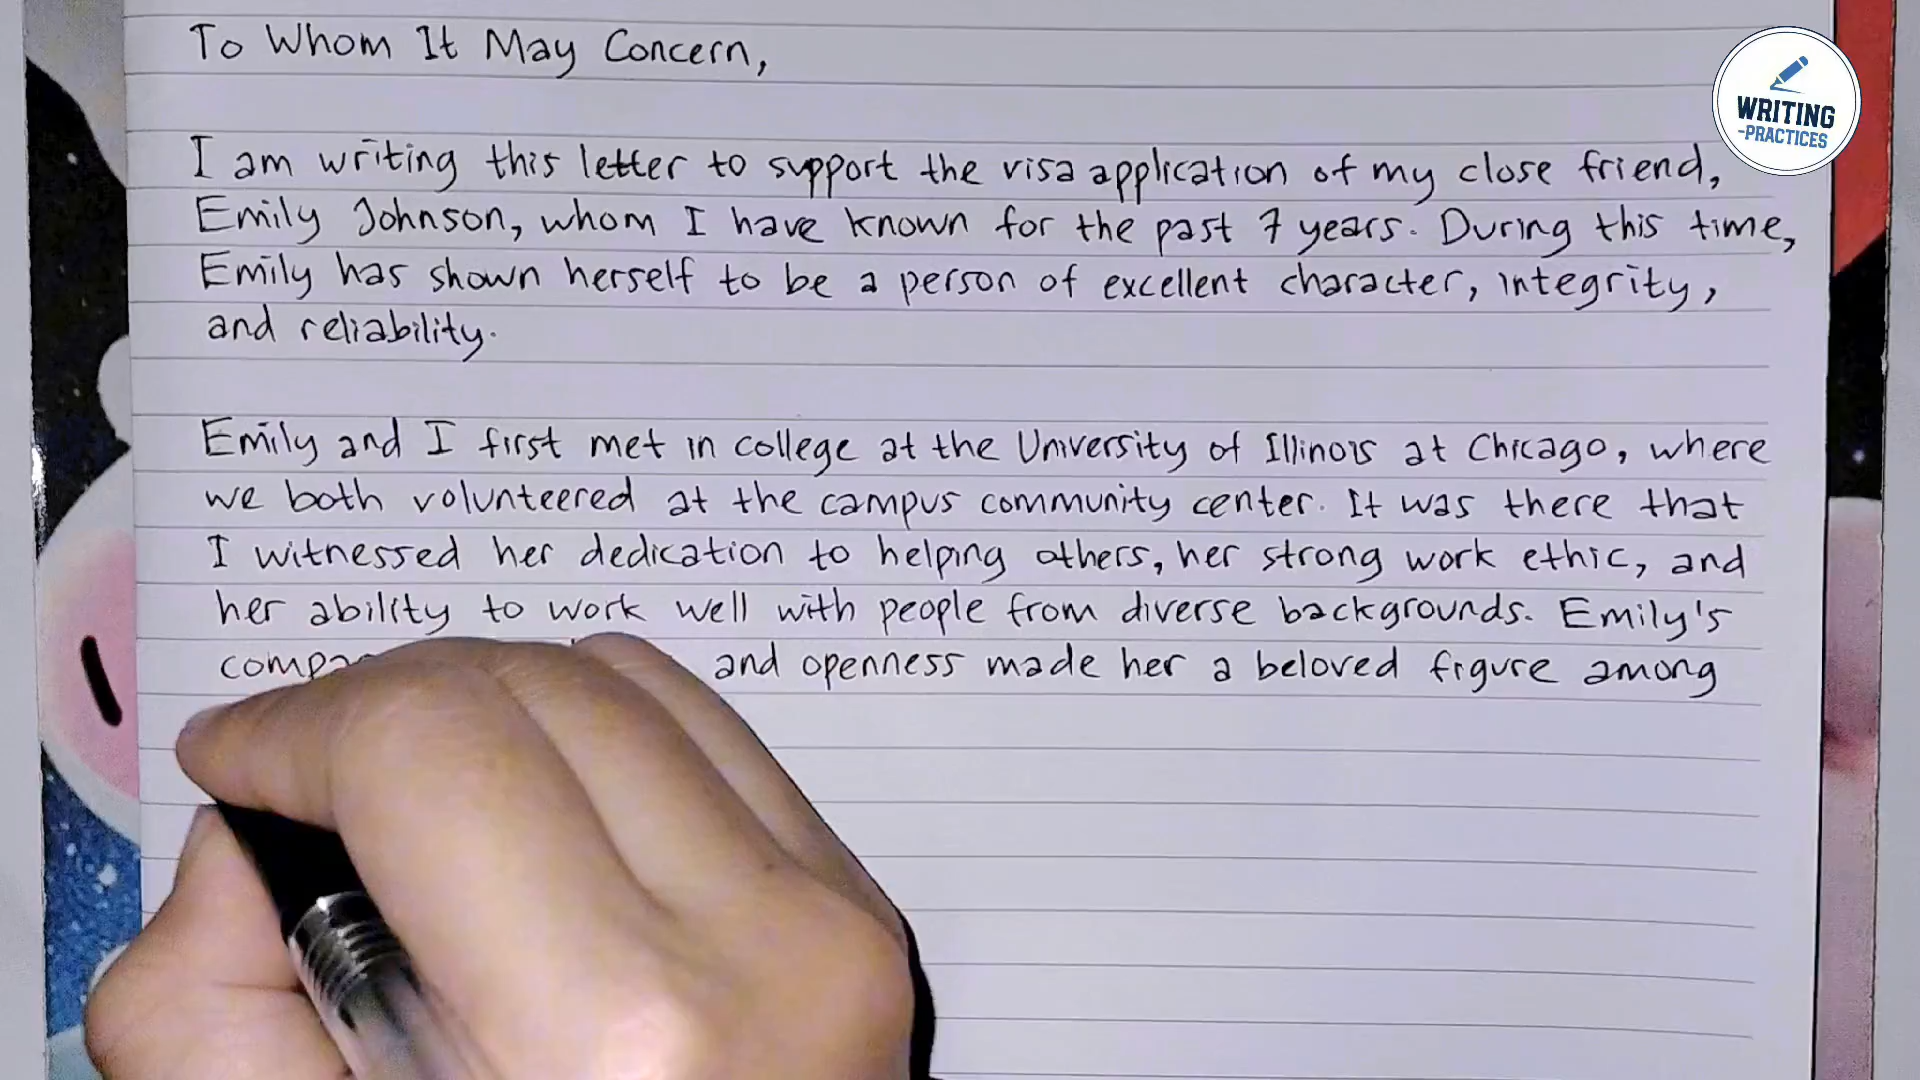 To Whom It May Concern,
I am writing this letter to support the visa application of my close friend,
Emily Johnson, whom I have known for the past 7 years. During this time,
Emily has shown herself to be a person of excellent character, integrity,
and reliability.
Emily and I first met in college at the University of Illinois at Chicago, where
we both volunteered at the campus community center. It was there that
I witnessed her dedication to helping others, her strong work ethic, and
her ability to work well with people from diverse backgrounds. Emily's
and openness made her a beloved figure among
WRITING
-PRACTICES